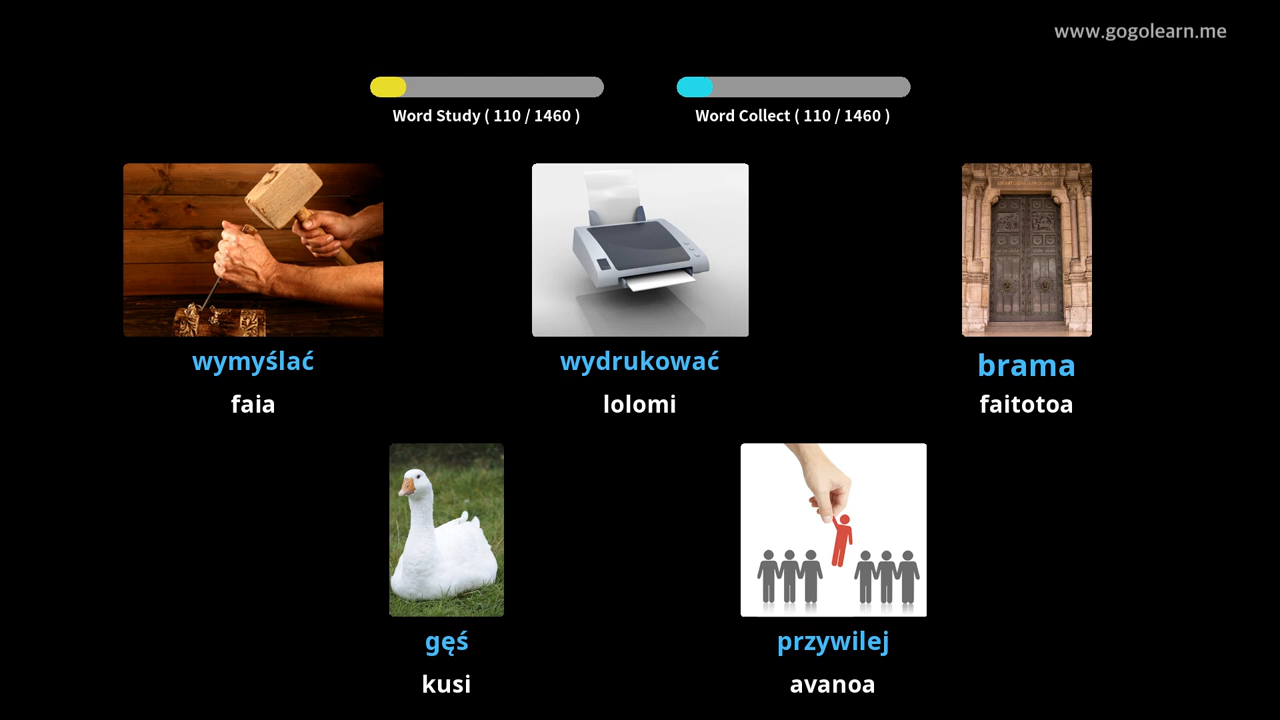 www.gogolearn.me
Word Study ( 110 / 1460 )
Word Collect ( 110 / 1460 )
wymyślać
wydrukować
brama
faia
lolomi
faitotoa
gęś
przywilej
kusi
avanoa